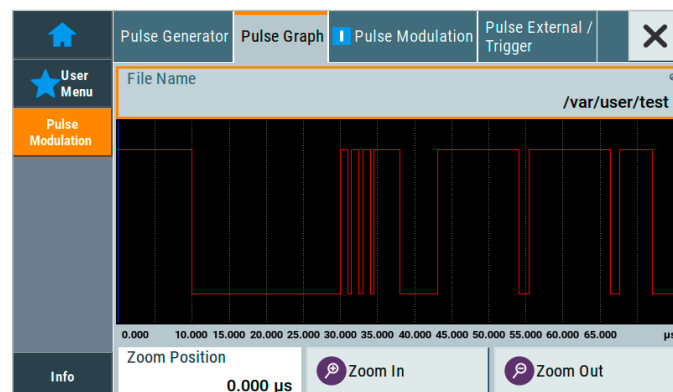 Pulse Generator
Pulse Graph
Pulse Modulation
Pulse External /
Trigger
User
Menu
File Name
/var/user/test
Pulse
Modulation
0.000 10.000 15.000 20.000 25.000 30.000 35.000 40.000 45.000 50.000 55.000 60.000 65.000 µs
Info
Zoom Position
0.000 µs
Zoom In
Zoom Out